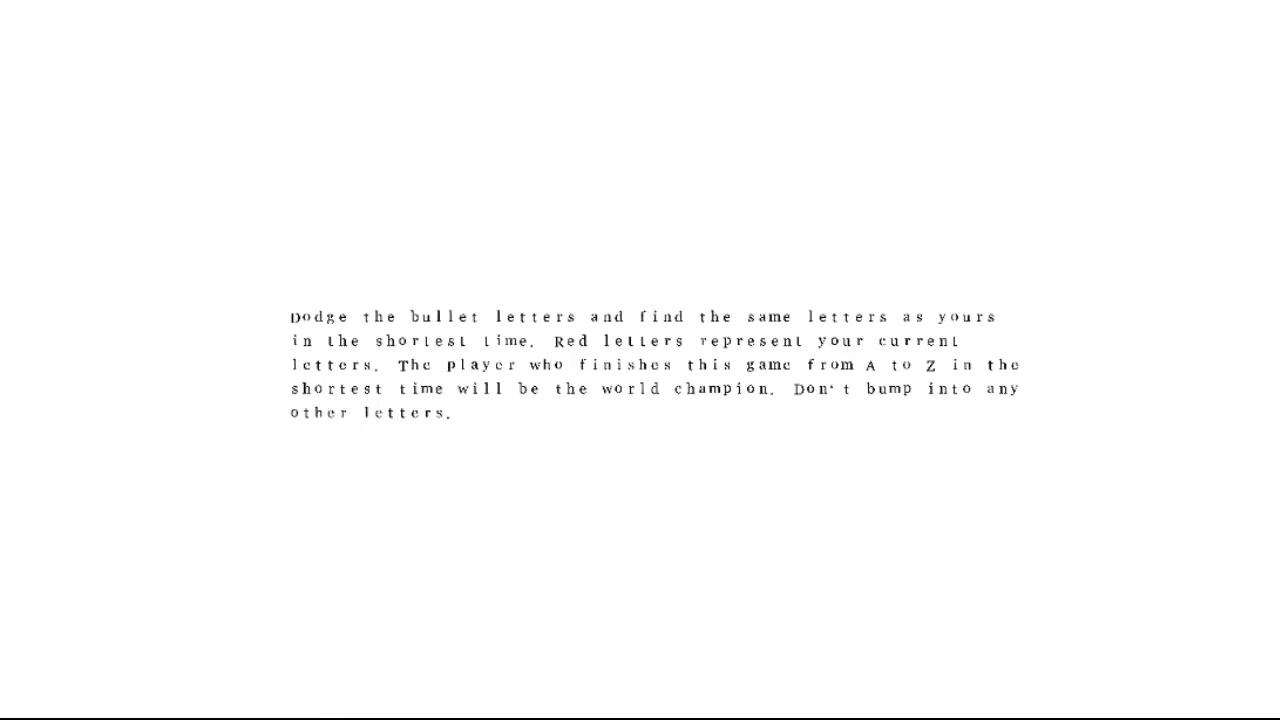 Dodge the bullet letters and find the same letters as yours
in the shortest time. Red letters represent your current
letters. The player who finishes this game from A to Z in the
shortest time will be the world champion. Don't bump into any
other letters.